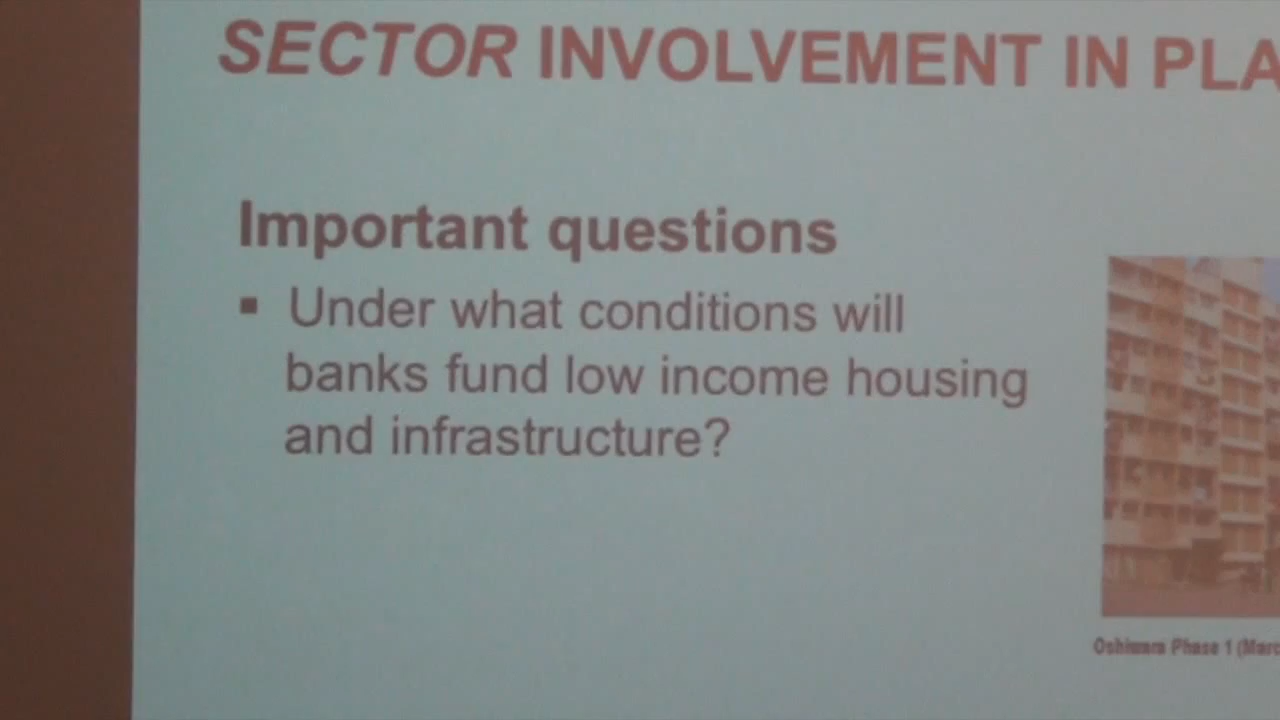 SECTOR INVOLVEMENT IN PLA
Important questions
▪ Under what conditions will
banks fund low income housing
and infrastructure?
Oshiwara Phase 1 (Marc